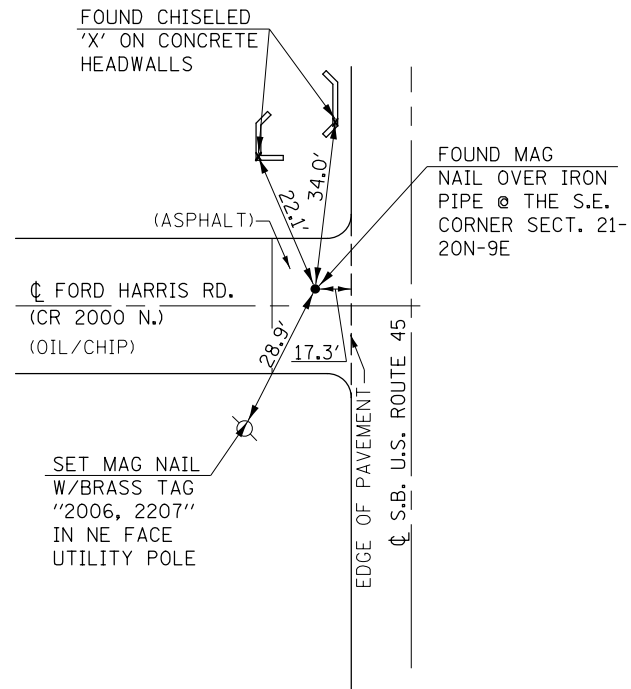 FOUND CHISELED
'X' ON CONCRETE
HEADWALLS
34.0'
22.1'
FOUND MAG
NAIL OVER IRON
PIPE @ THE S.E.
CORNER SECT. 21-
20N-9E
(ASPHALT)
℄ FORD HARRIS RD.
(CR 2000 N.)
(OIL/CHIP)
28.9'
17.3'
EDGE OF PAVEMENT
℄ S.B. U.S. ROUTE 45
SET MAG NAIL
W/BRASS TAG
"2006, 2207"
IN NE FACE
UTILITY POLE